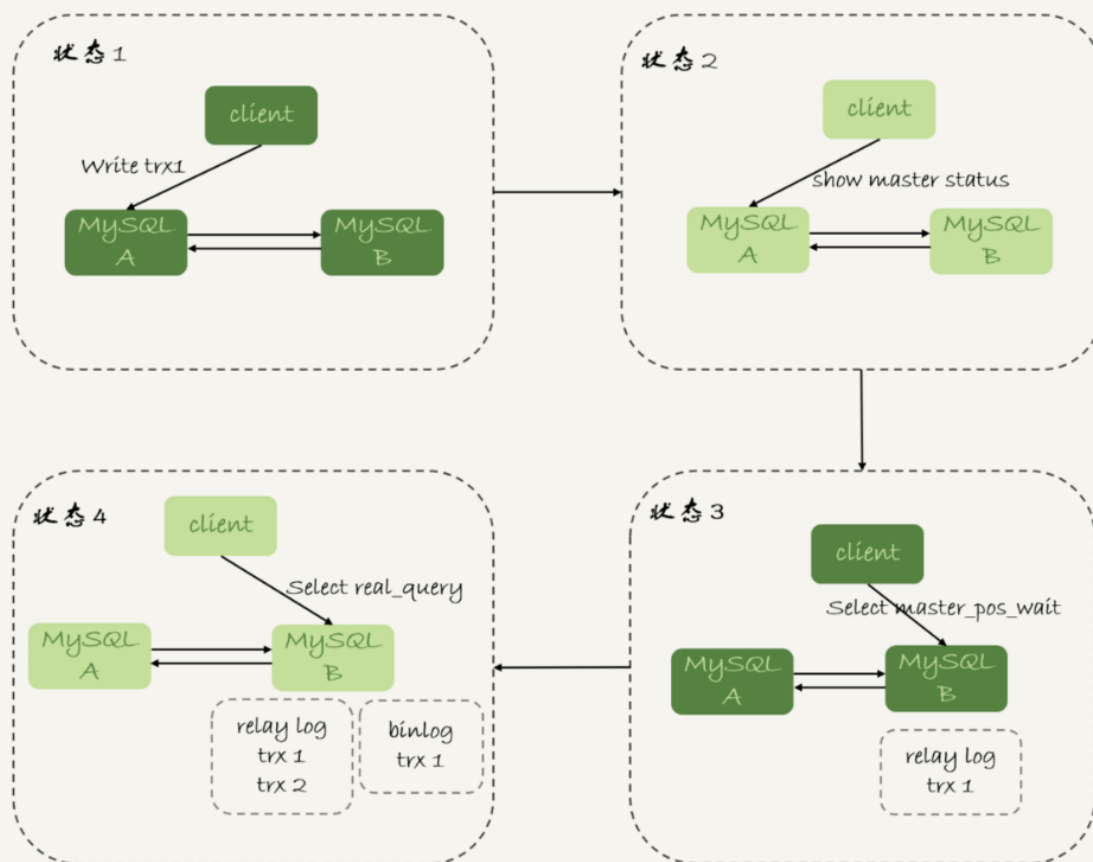 状态1
client
Write trx1
MySQL
A
MySQL
B
状态2
client
show master status
MySQL
A
MySQL
B
状态3
client
Select master_pos_wait
MySQL
A
MySQL
B
relay log
trx 1
状态4
client
Select real_query
MySQL
A
MySQL
B
relay log
trx 1
trx 2
binlog
trx 1